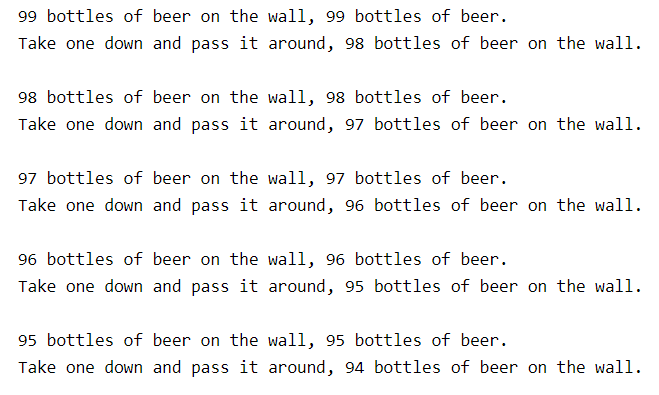 99 bottles of beer on the wall, 99 bottles of beer.
Take one down and pass it around, 98 bottles of beer on the wall.
98 bottles of beer on the wall, 98 bottles of beer.
Take one down and pass it around, 97 bottles of beer on the wall.
97 bottles of beer on the wall, 97 bottles of beer.
Take one down and pass it around, 96 bottles of beer on the wall.
96 bottles of beer on the wall, 96 bottles of beer.
Take one down and pass it around, 95 bottles of beer on the wall.
95 bottles of beer on the wall, 95 bottles of beer.
Take one down and pass it around, 94 bottles of beer on the wall.